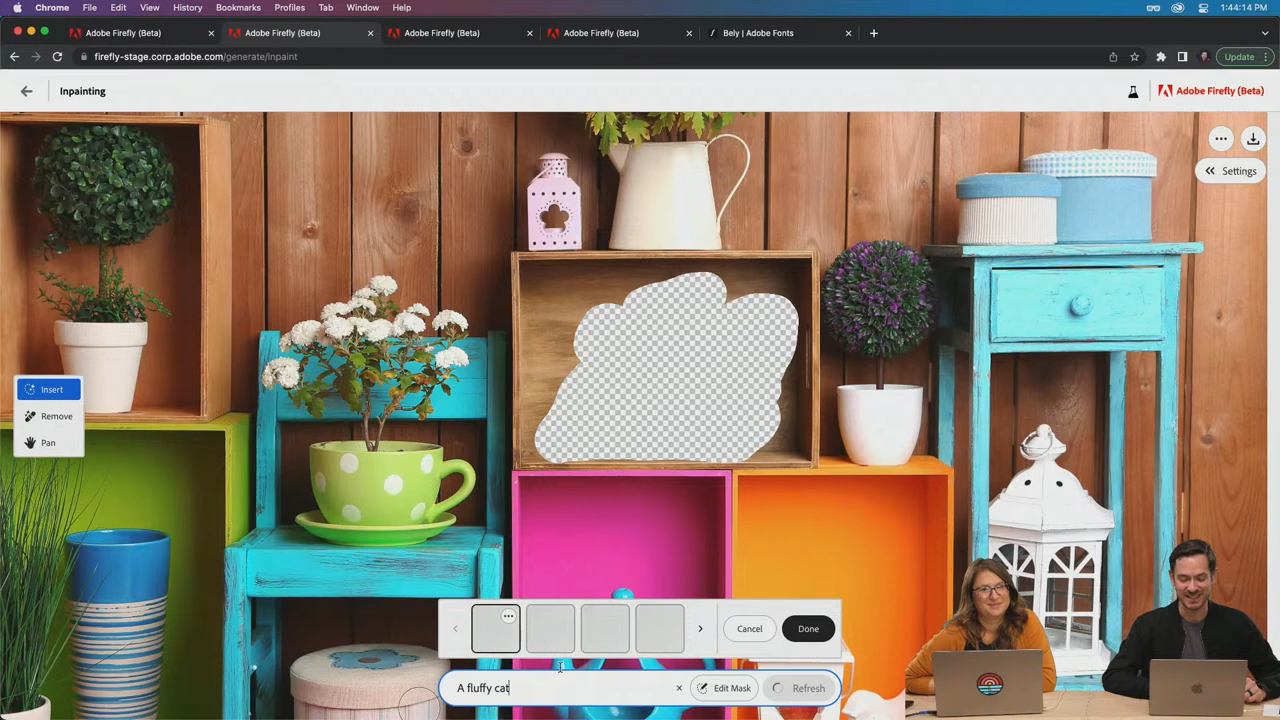 Chrome File Edit View History Bookmarks Profiles Tab Window Help
1:44:14 PM
Adobe Firefly (Beta)
Adobe Firefly (Beta)
Adobe Firefly (Beta)
Adobe Firefly (Beta)
Bely | Adobe Fonts
firefly-stage.corp.adobe.com/generate/inpaint
Update
Inpainting
Adobe Firefly (Beta)
Settings
Insert
Remove
Pan
Cancel
Done
A fluffy cat
Edit Mask
Refresh